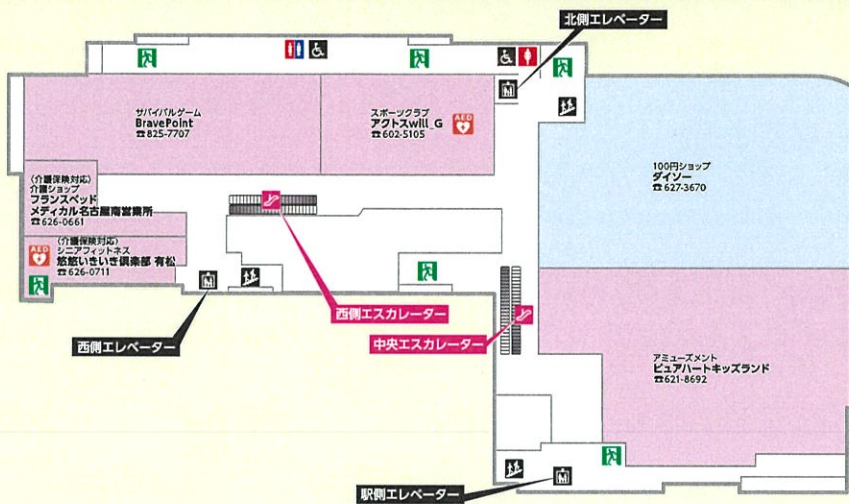 北側エレベーター
サバイバルゲーム
BravePoint
☎825-7707
スポーツクラブ
アクトスwill_G
☎602-5105
AED
100円ショップ
ダイソー
☎627-3670
(介護保険対応)
介護ショップ
フランスベッド
メディカル名古屋南営業所
☎626-0661
AED
(介護保険対応)
シニアフィットネス
悠悠いきいき倶楽部 有松
☎626-0711
西側エスカレーター
西側エレベーター
中央エスカレーター
アミューズメント
ピュアハートキッズランド
☎621-8692
駅側エレベーター